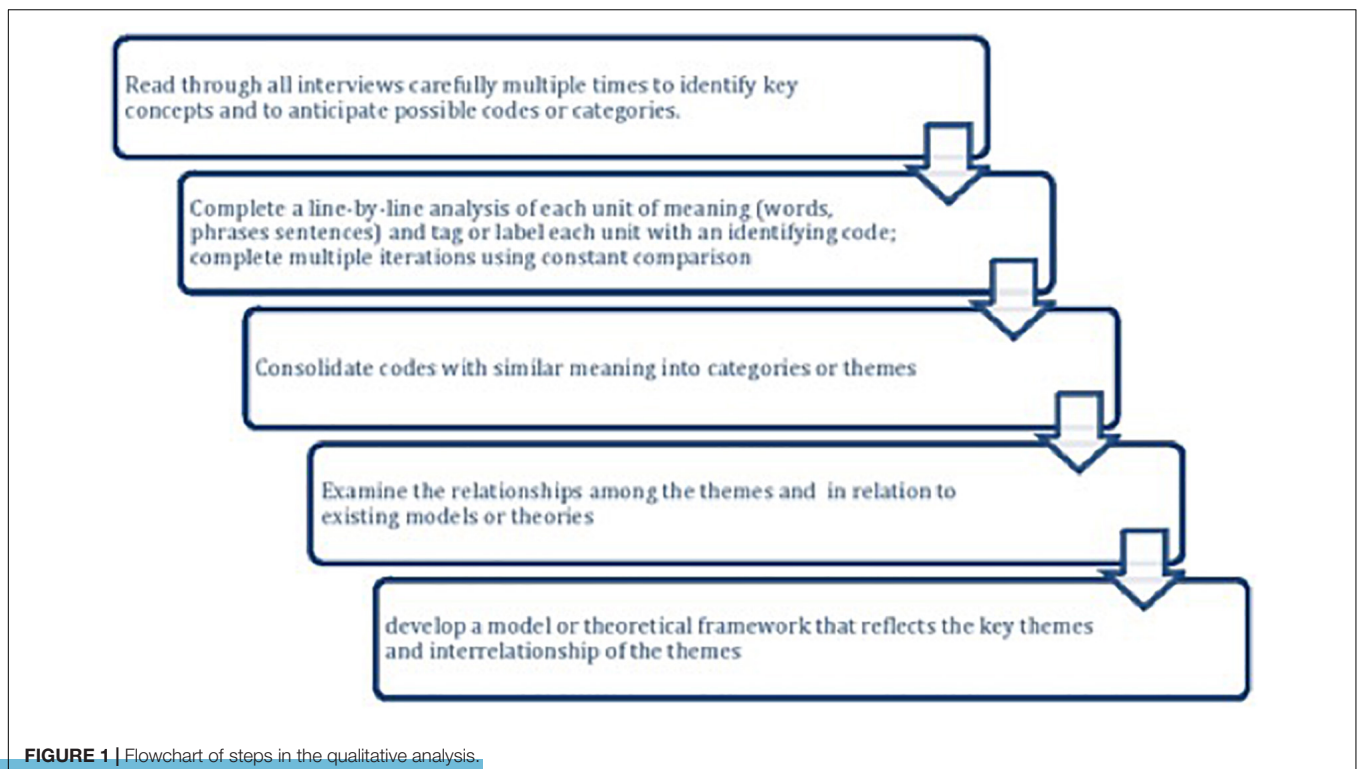 Read through all interviews carefully multiple times to identify key
concepts and to anticipate possible codes or categories.
Complete a line-by-line analysis of each unit of meaning (words,
phrases sentences) and tag or label each unit with an identifying code;
complete multiple iterations using constant comparison
Consolidate codes with similar meaning into categories or themes
Examine the relationships among the themes and in relation to
existing models or theories
develop a model or theoretical framework that reflects the key themes
and interrelationship of the themes
FIGURE 1 | Flowchart of steps in the qualitative analysis.